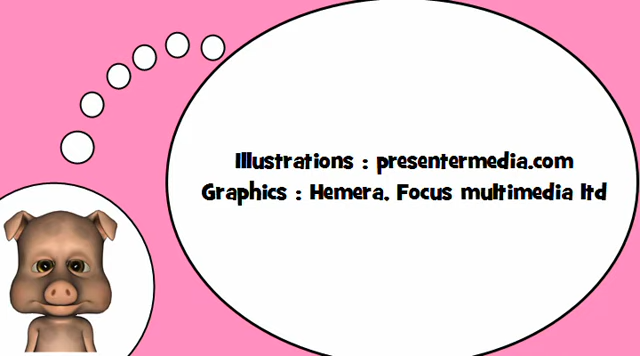 Illustrations : presentermedia.com
Graphics : Hemera. Focus multimedia ltd